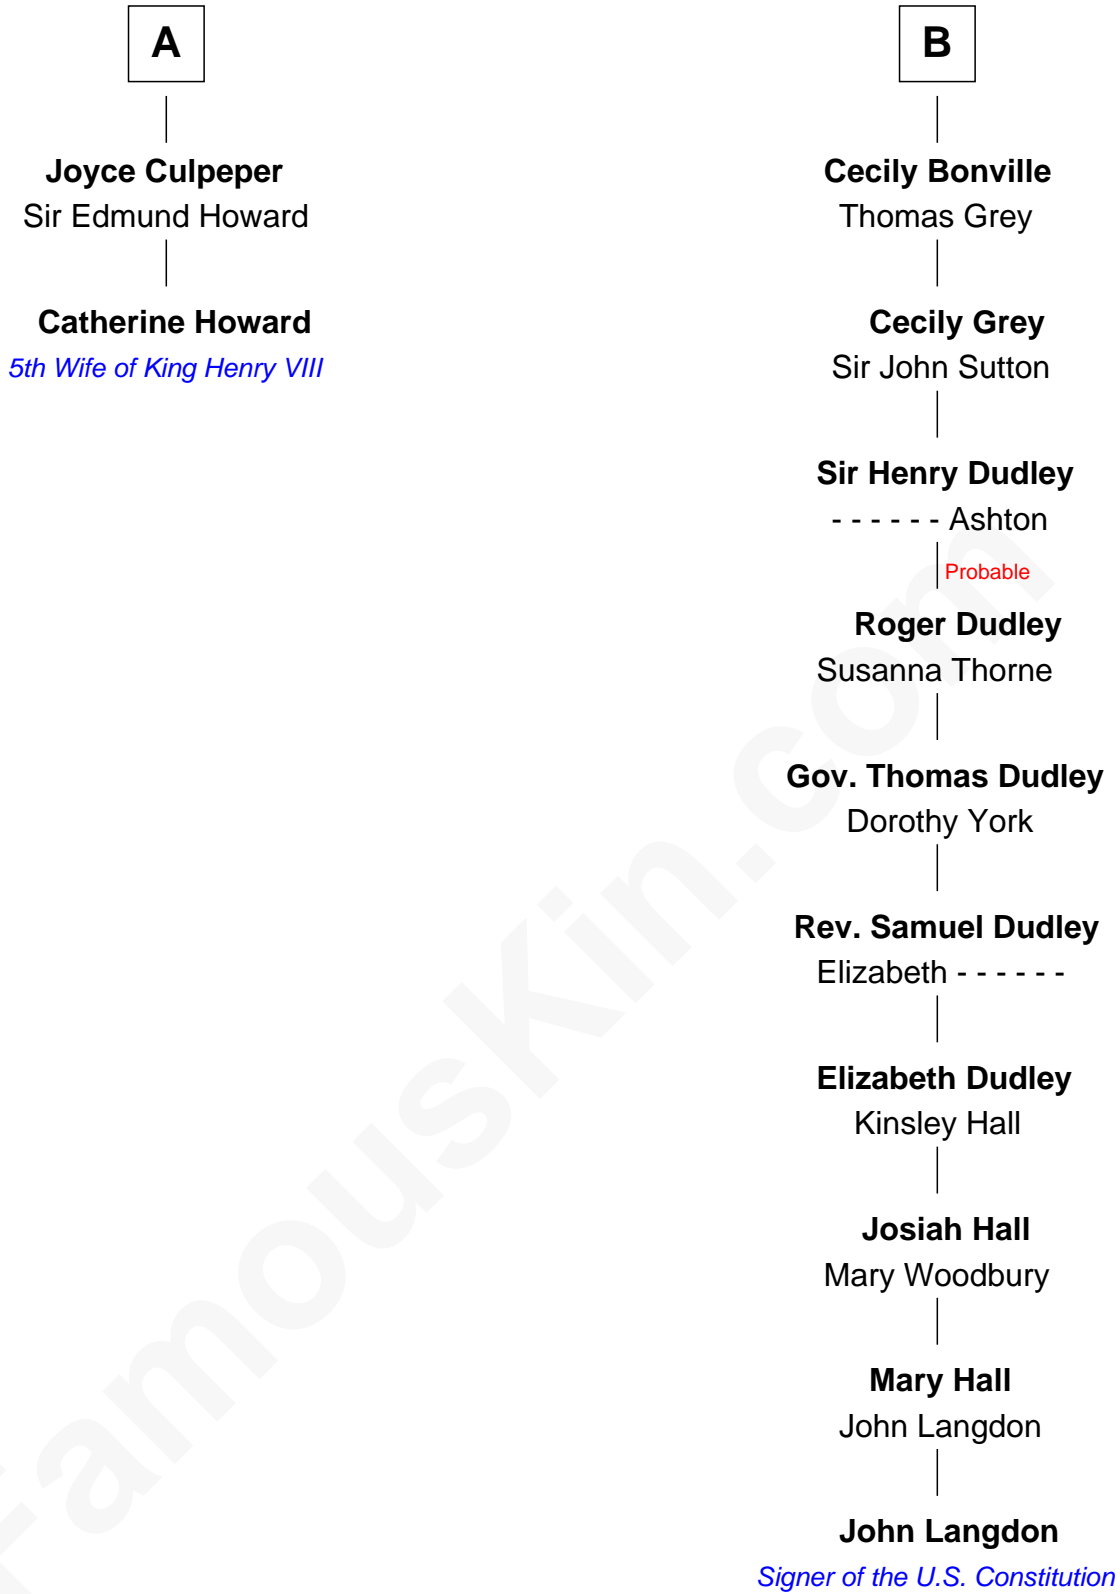 A
Joyce Culpeper
Sir Edmund Howard
Catherine Howard
5th Wife of King Henry VIII
B
Cecily Bonville
Thomas Grey
Cecily Grey
Sir John Sutton
Sir Henry Dudley
- - - - - - Ashton
Probable
Roger Dudley
Susanna Thorne
Gov. Thomas Dudley
Dorothy York
Rev. Samuel Dudley
Elizabeth - - - - - -
Elizabeth Dudley
Kinsley Hall
Josiah Hall
Mary Woodbury
Mary Hall
John Langdon
John Langdon
Signer of the U.S. Constitution
FamousKin.com